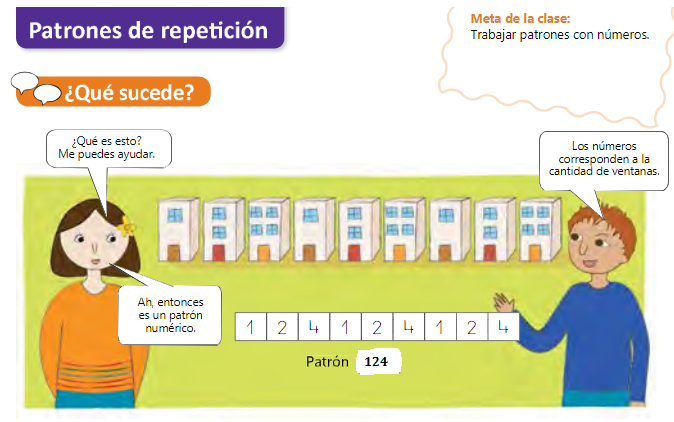 Patrones de repetición
Meta de la clase:
Trabajar patrones con números.
¿Qué sucede?
¿Qué es esto?
Me puedes ayudar.
Los números
corresponden a la
cantidad de ventanas.
Ah, entonces
es un patrón
numérico.
1 2 4 1 2 4 1 2 4
Patrón 124